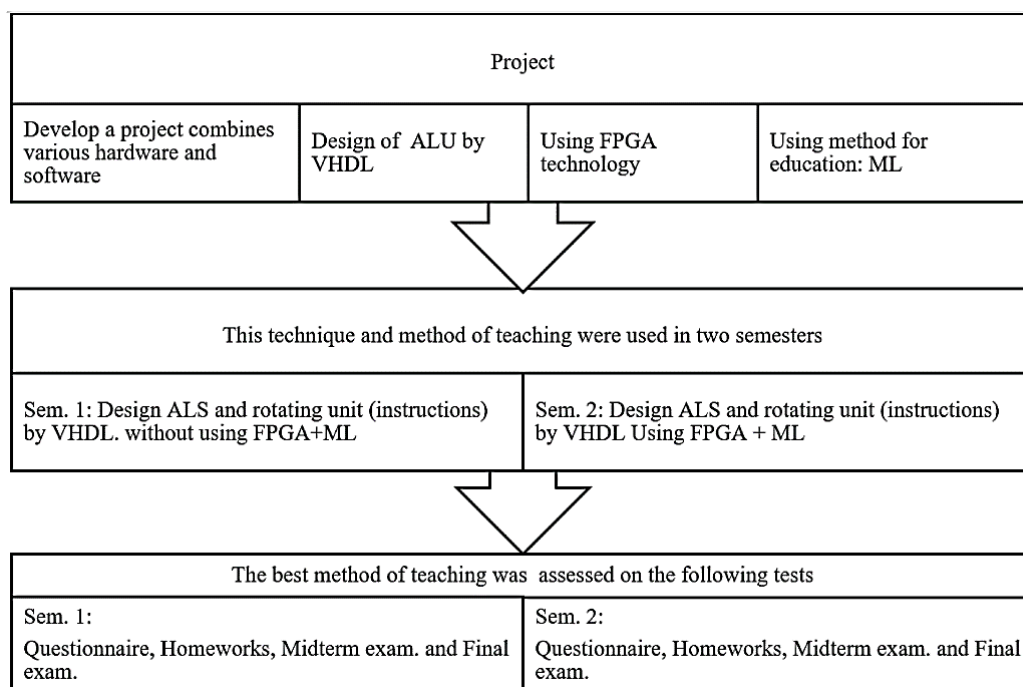 Project
Develop a project combines
various hardware and
software
Design of ALU by
VHDL
Using FPGA
technology
Using method for
education: ML
This technique and method of teaching were used in two semesters
Sem. 1: Design ALS and rotating unit (instructions)
by VHDL. without using FPGA+ML
Sem. 2: Design ALS and rotating unit (instructions)
by VHDL Using FPGA + ML
The best method of teaching was assessed on the following tests
Sem. 1:
Questionnaire, Homeworks, Midterm exam. and Final
exam.
Sem. 2:
Questionnaire, Homeworks, Midterm exam. and Final
exam.